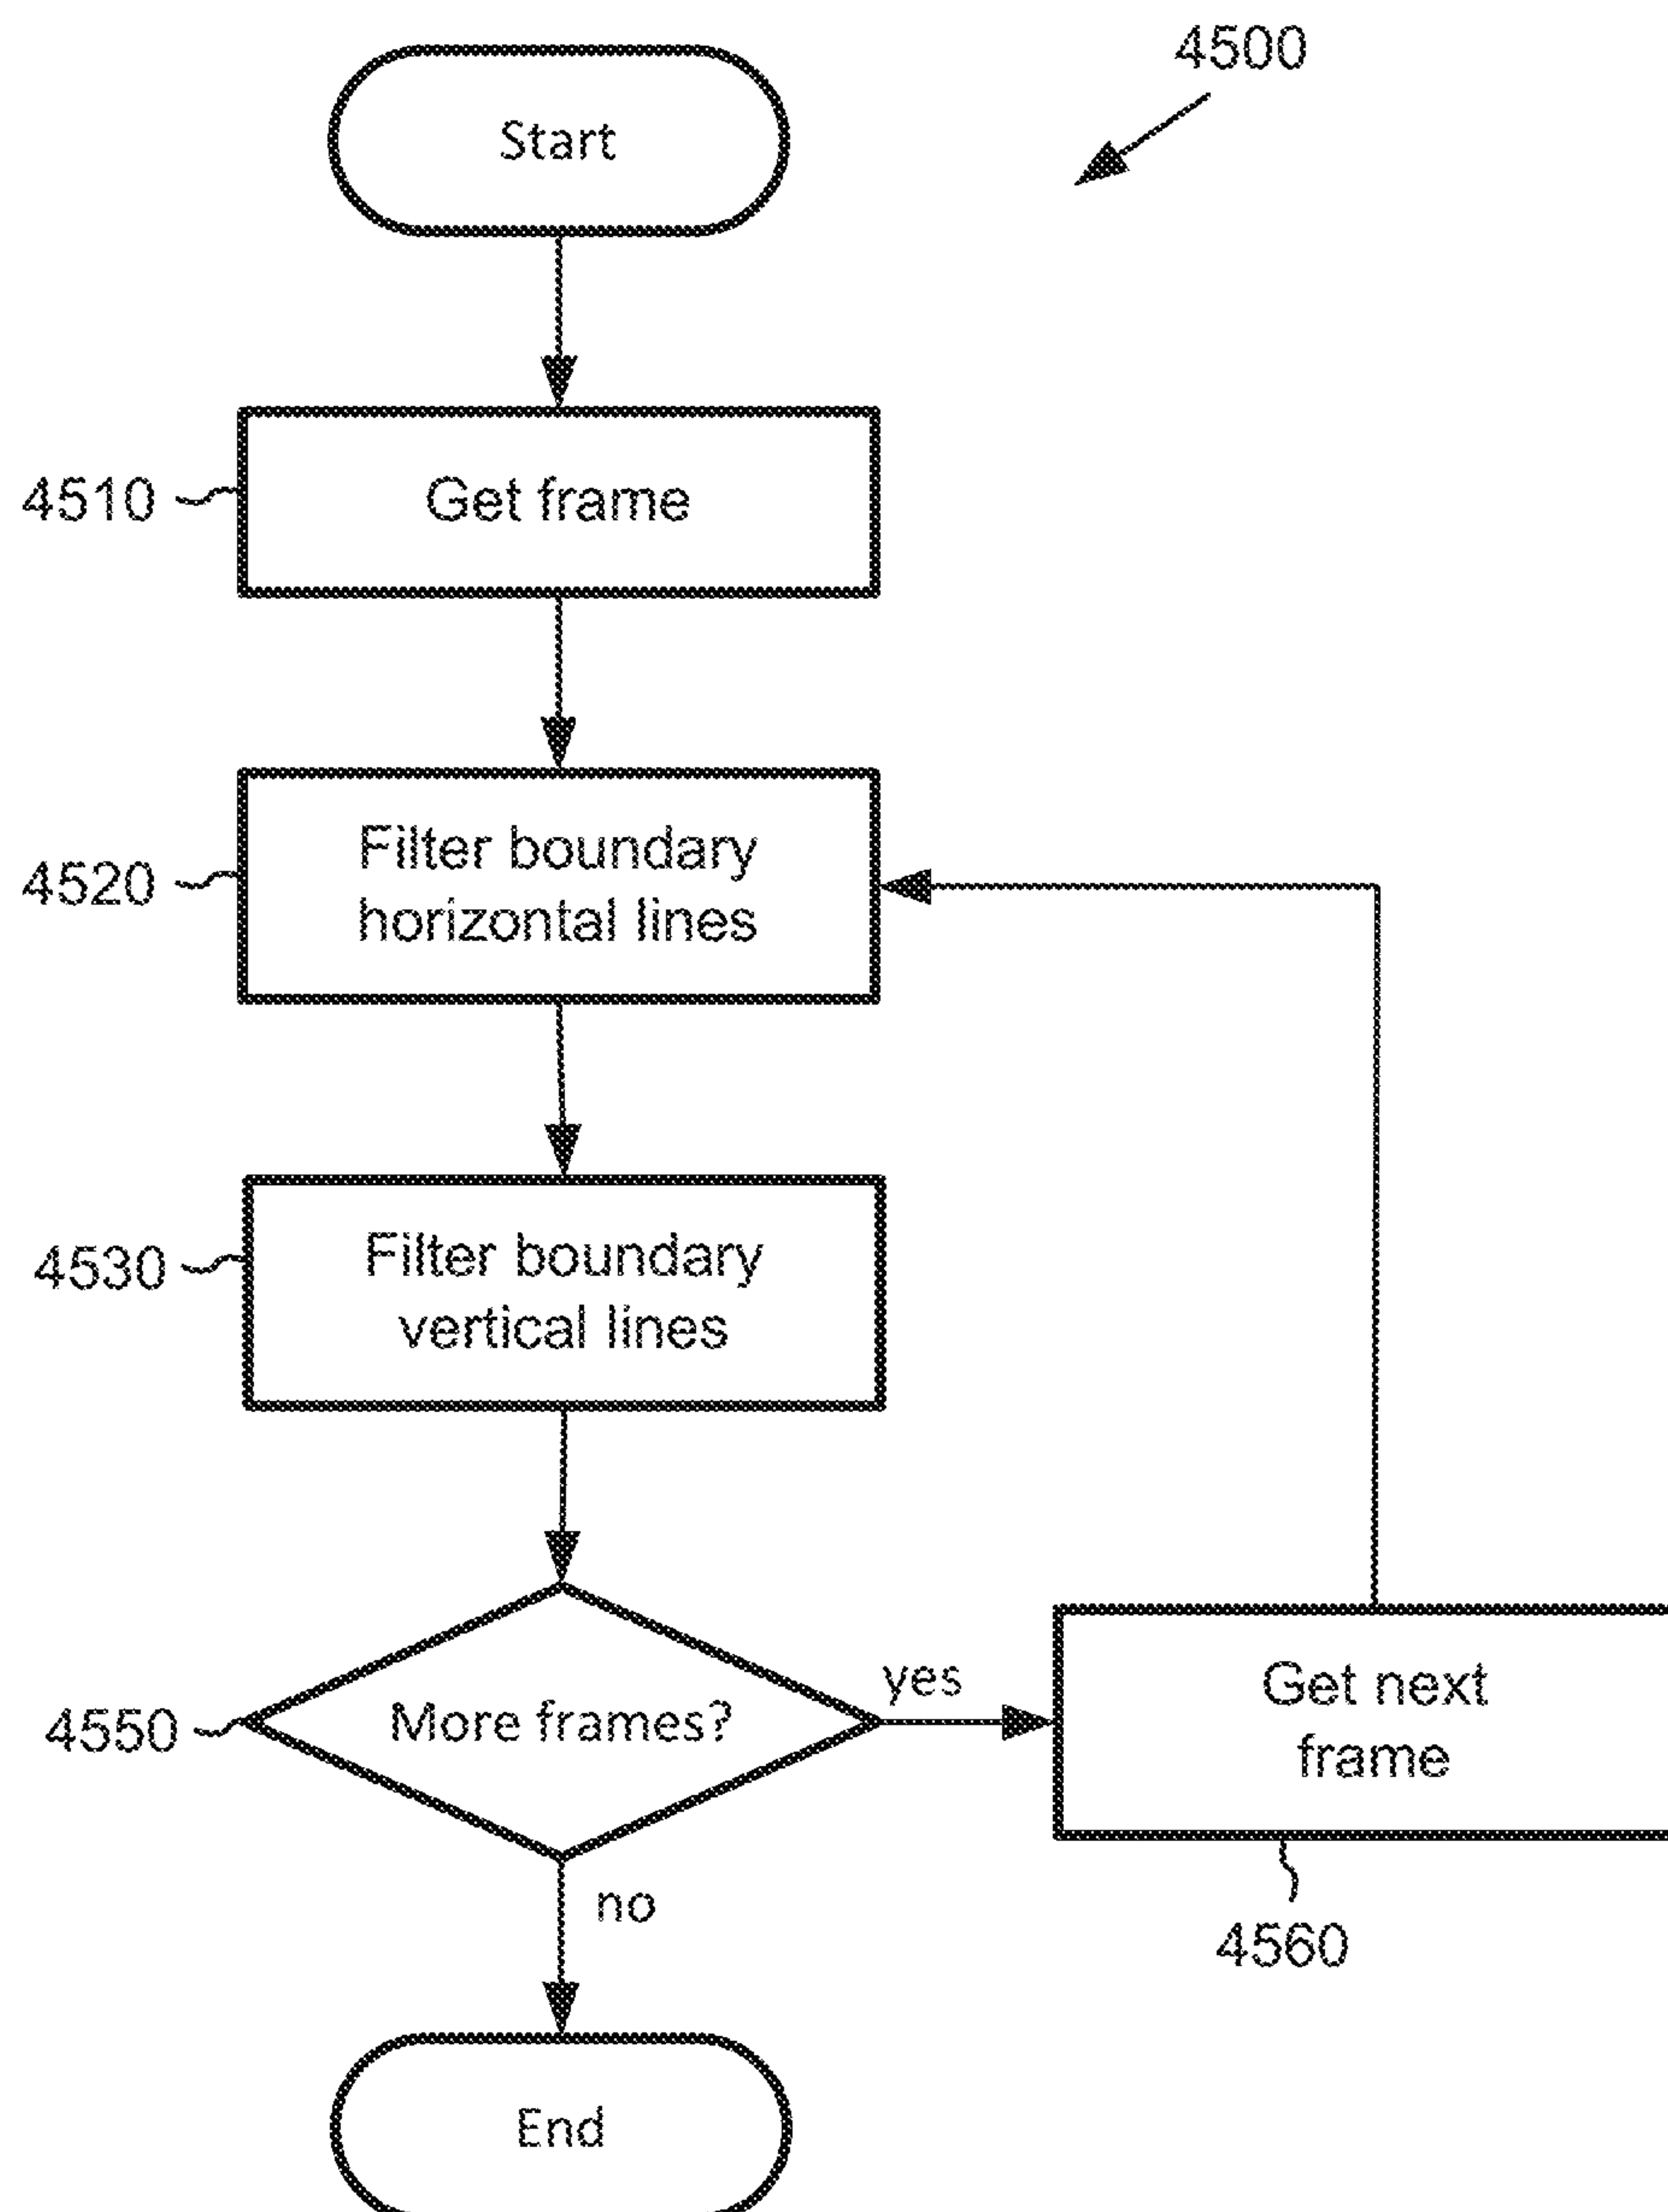 4500
Start
4510
Get frame
4520
Filter boundary
horizontal lines
4530
Filter boundary
vertical lines
4550
More frames?
yes
Get next
frame
4560
no
End